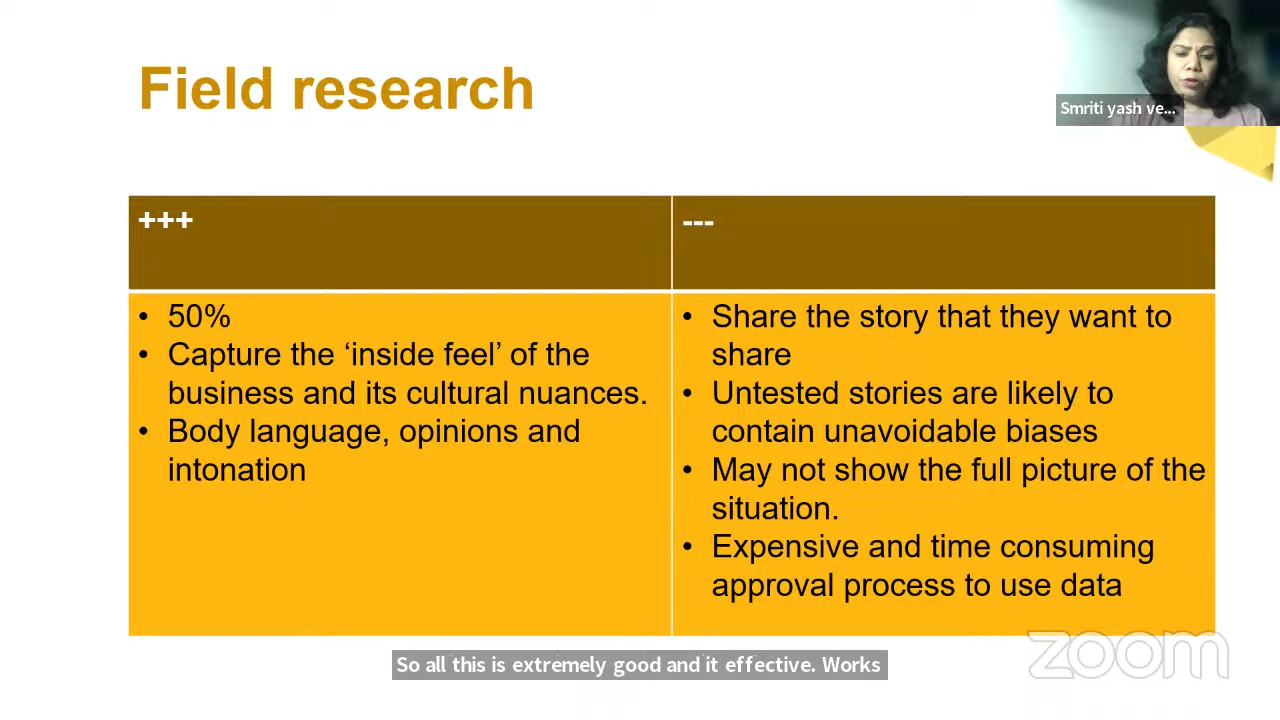 Field research
Smriti yash ve...
+++
---
• 50%
• Capture the ‘inside feel’ of the
business and its cultural nuances.
• Body language, opinions and
intonation
• Share the story that they want to
share
• Untested stories are likely to
contain unavoidable biases
• May not show the full picture of the
situation.
• Expensive and time consuming
approval process to use data
So all this is extremely good and it effective. Works
zoom